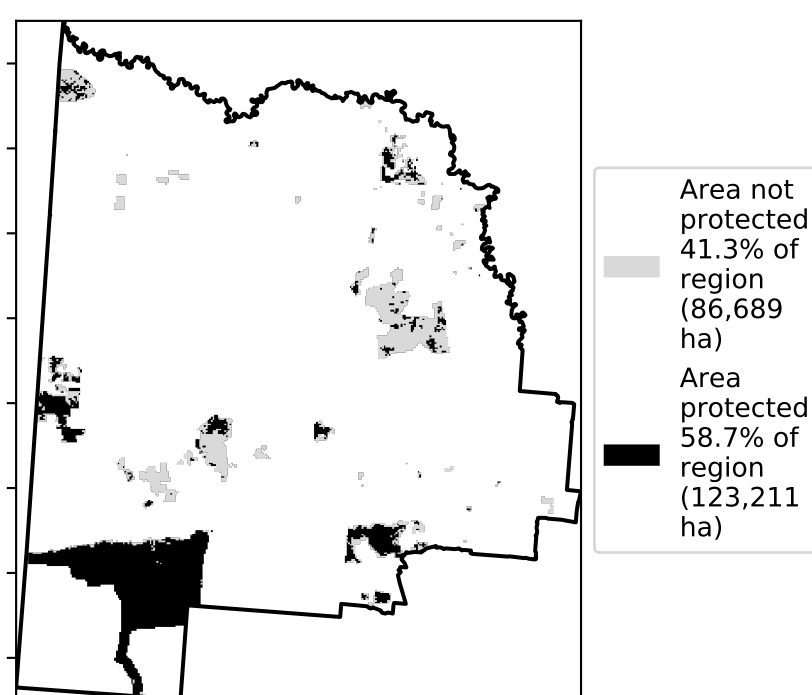 Area not
protected
41.3% of
region
(86,689
ha)
Area
protected
58.7% of
region
(123,211
ha)